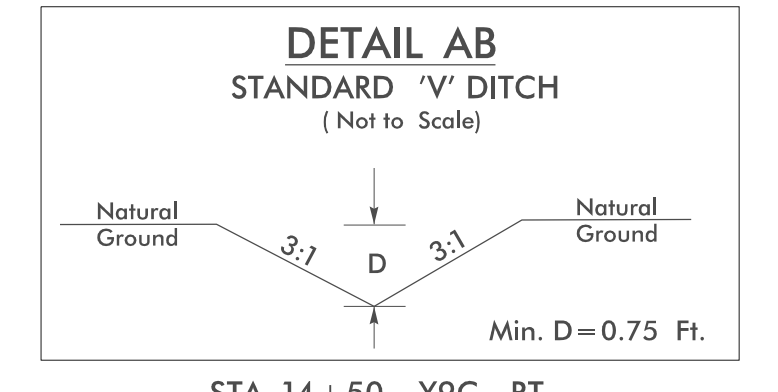 DETAIL AB
STANDARD 'V' DITCH
( Not to Scale)
Natural
Ground
3:1
D
3:1
Natural
Ground
Min. D=0.75 Ft.